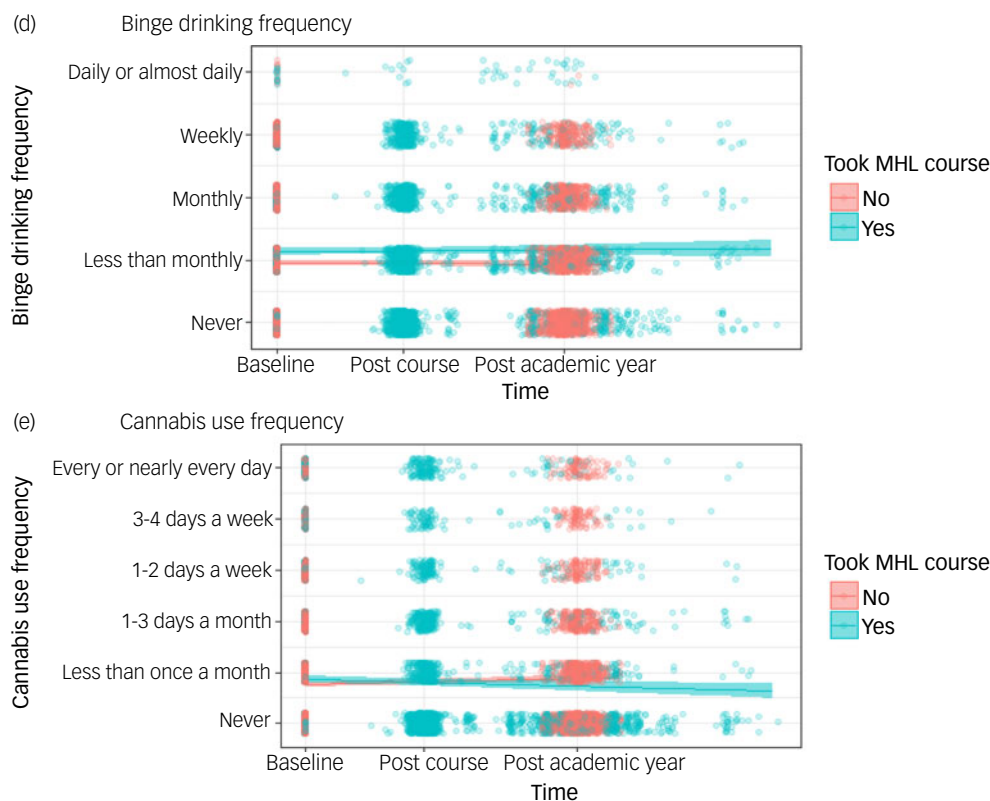 (d) Binge drinking frequency
Binge drinking frequency
Daily or almost daily
Weekly
Monthly
Less than monthly
Never
Baseline Post course Post academic year
Time
Took MHL course
No
Yes
(e) Cannabis use frequency
Cannabis use frequency
Every or nearly every day
3-4 days a week
1-2 days a week
1-3 days a month
Less than once a month
Never
Baseline Post course Post academic year
Time
Took MHL course
No
Yes